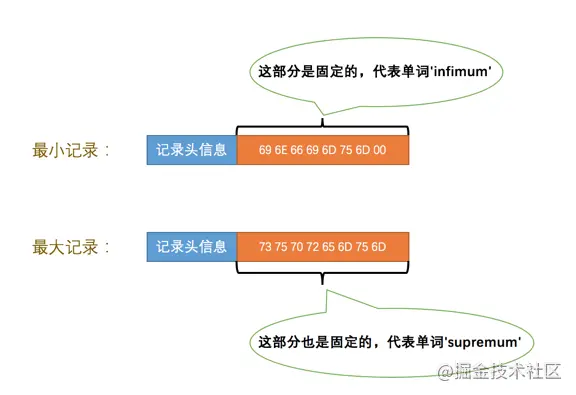 这部分是固定的，代表单词'infimum'
最小记录：
记录头信息
69 6E 66 69 6D 75 6D 00
最大记录：
记录头信息
73 75 70 72 65 6D 75 6D
这部分也是固定的，代表单词'supremum'
@掘金技术社区